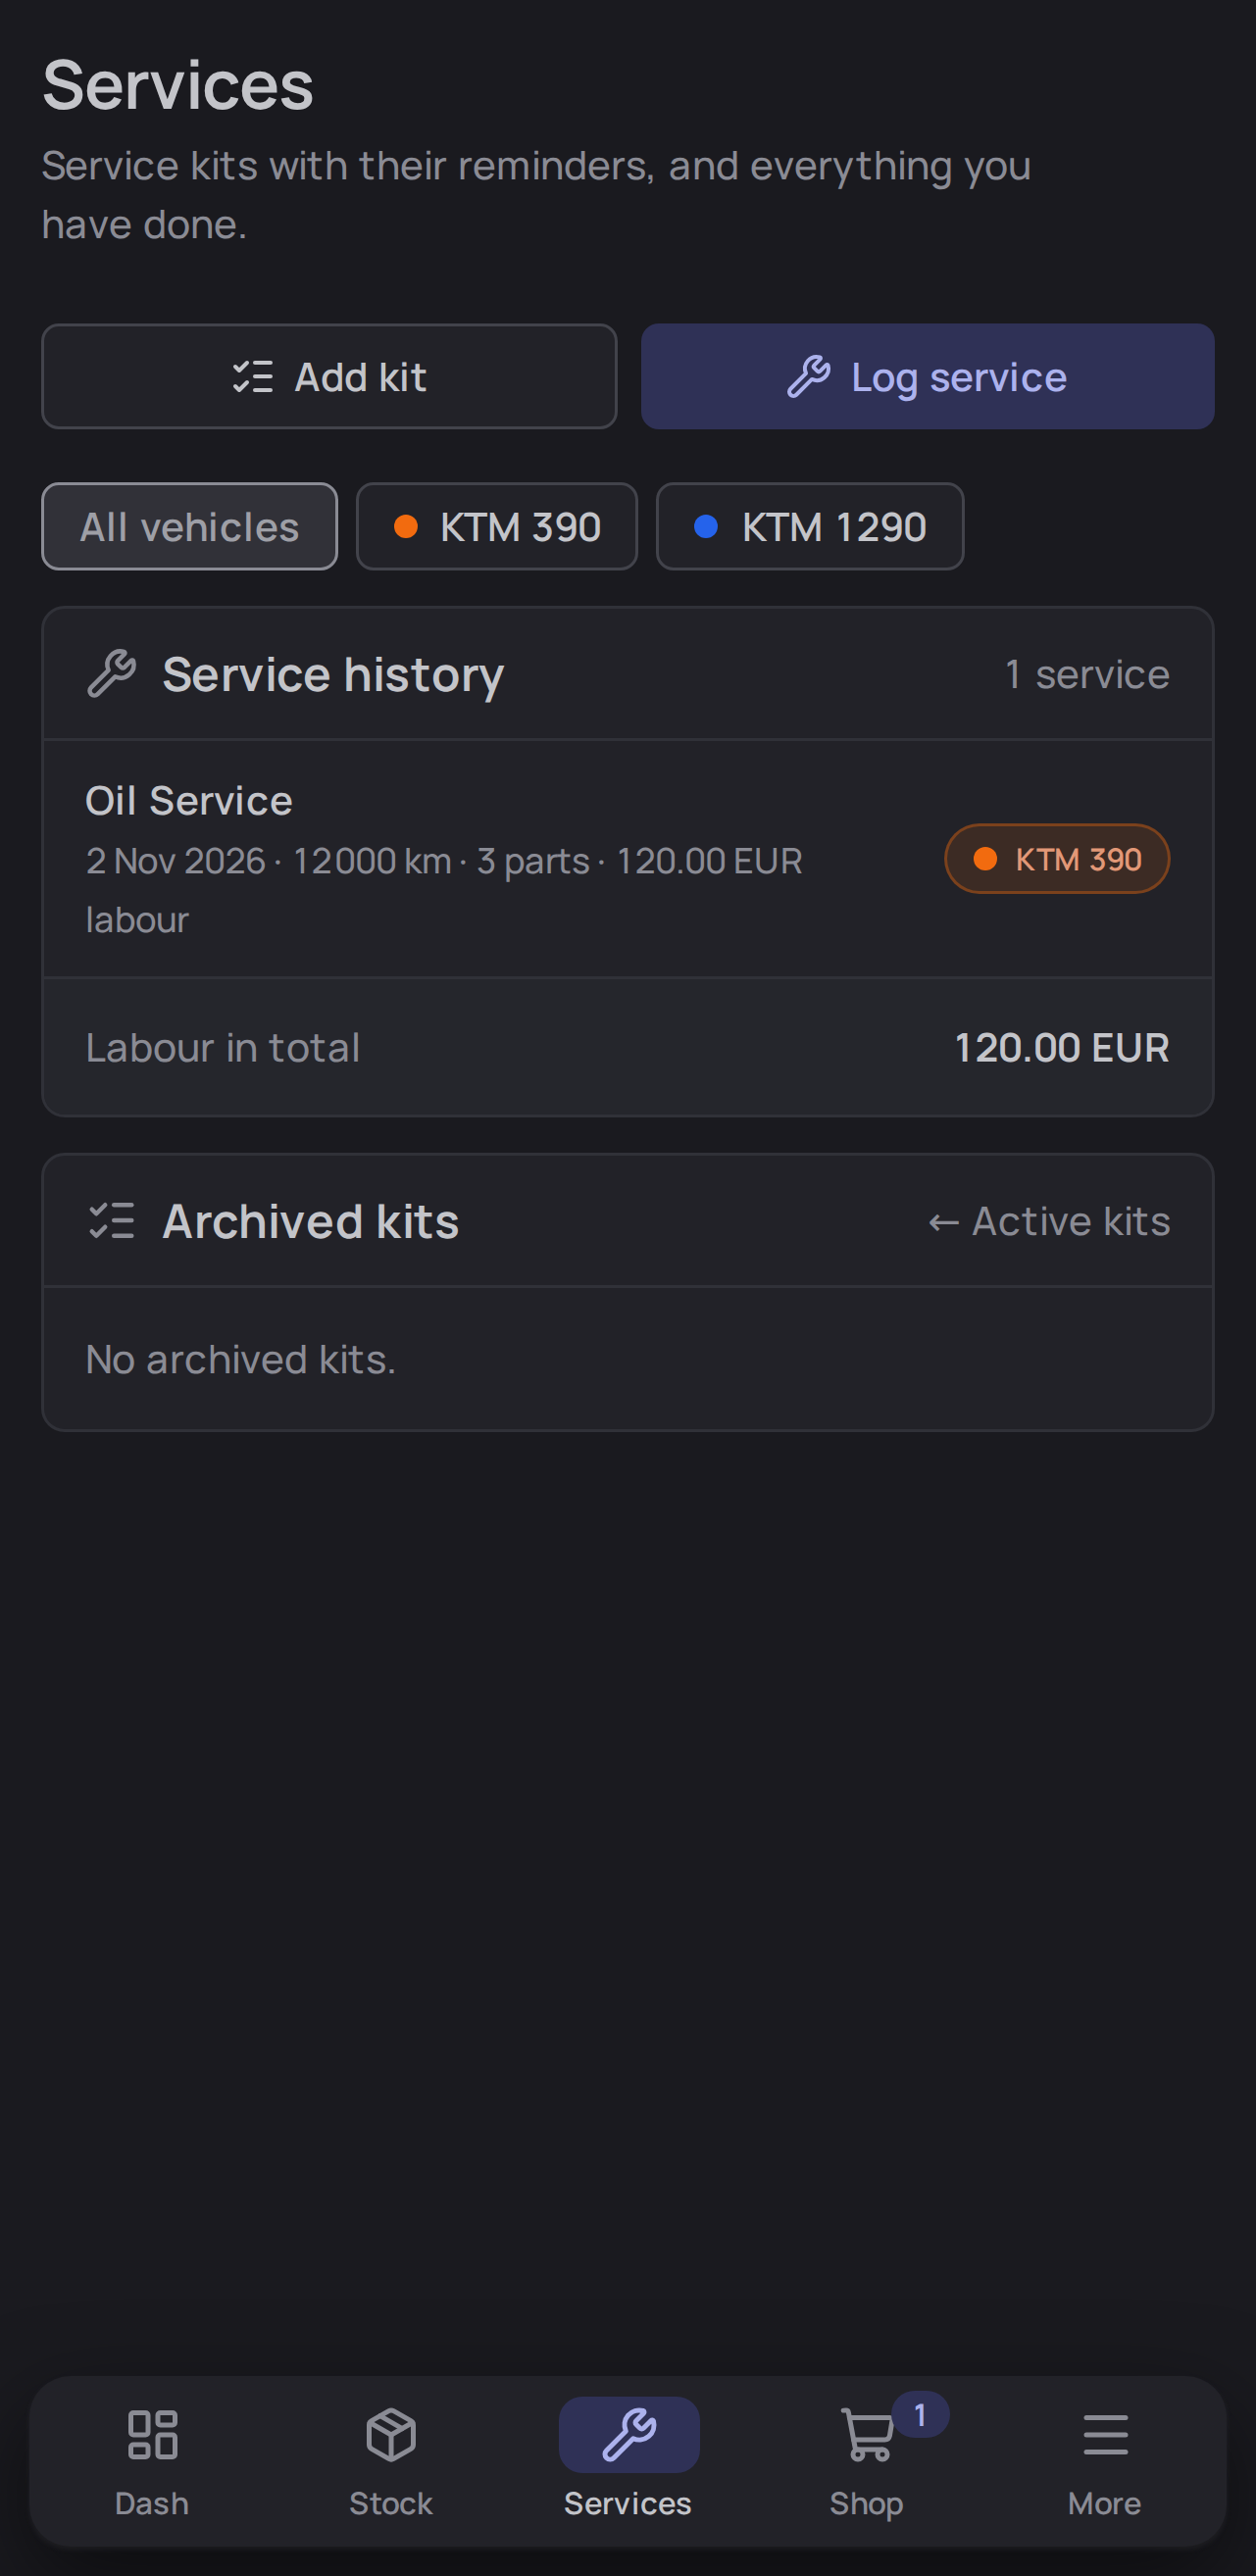 Services
Service kits with their reminders, and everything you
have done.
Add kit
Log service
All vehicles
KTM 390
KTM 1290
Service history
1 service
Oil Service
2 Nov 2026 · 12 000 km · 3 parts · 120.00 EUR
labour
KTM 390
Labour in total
120.00 EUR
Archived kits
← Active kits
No archived kits.
1
Dash
Stock
Services
Shop
More